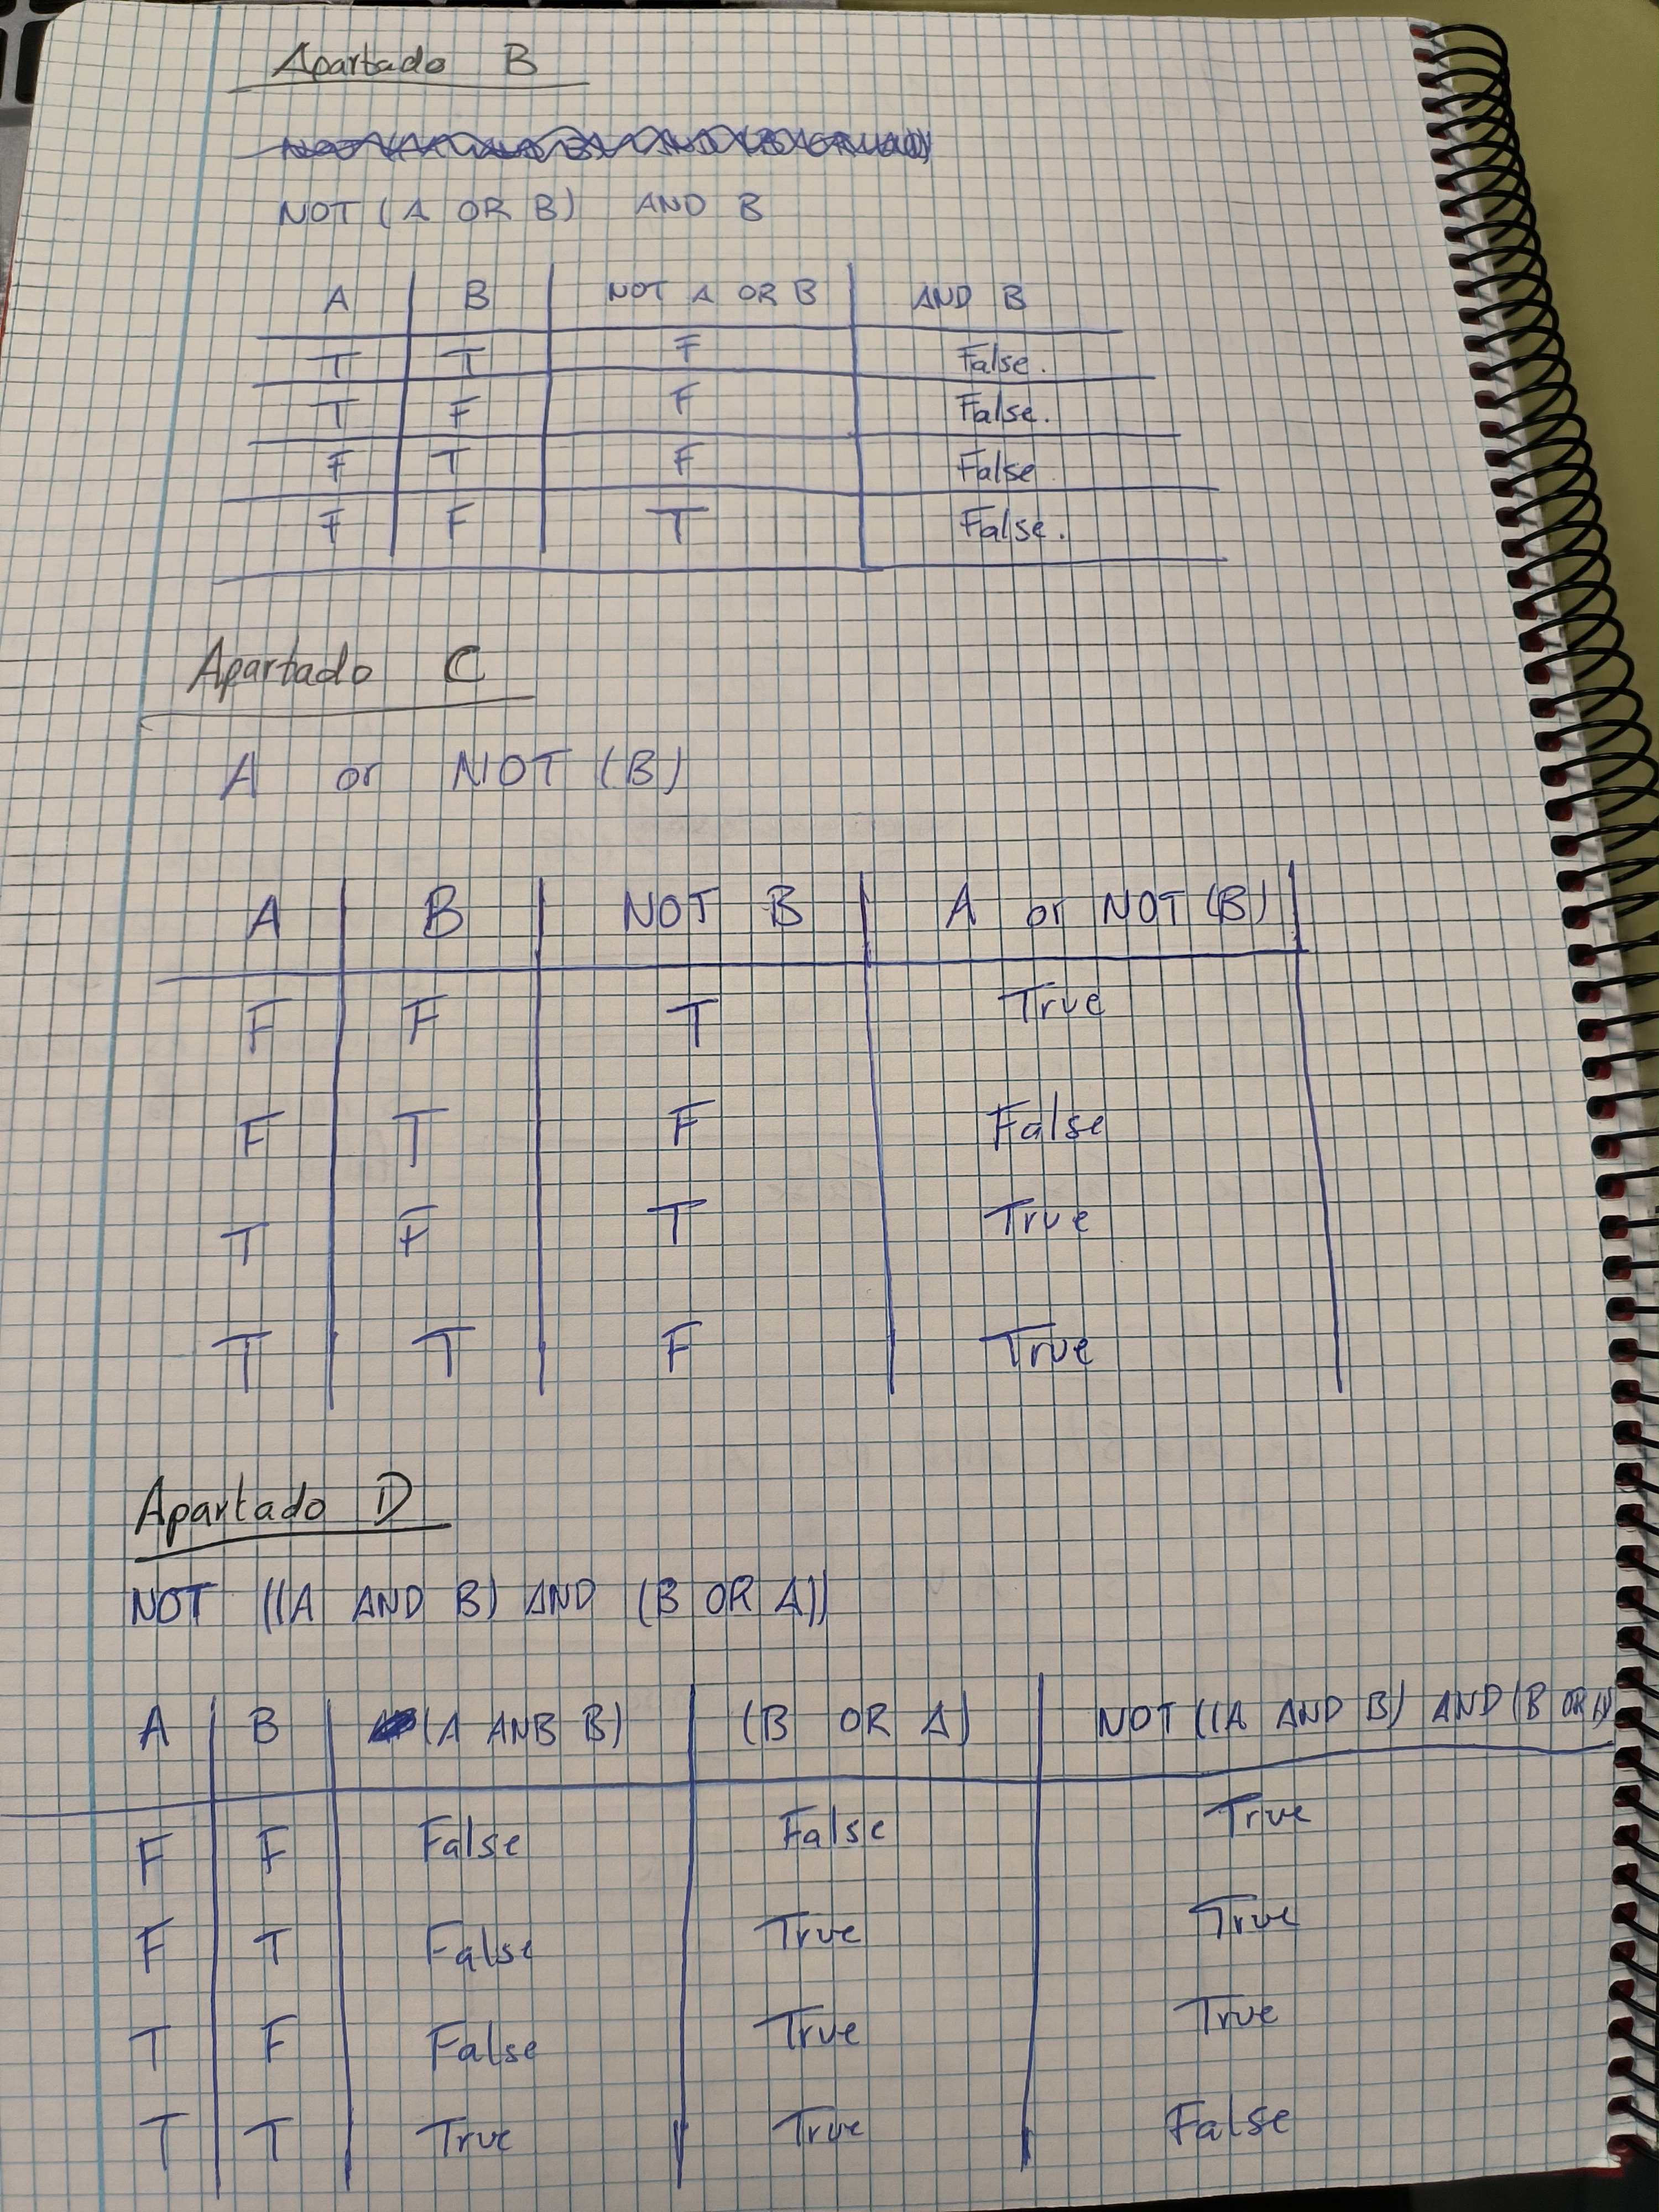 Apartado B
NOT (A OR B) AND B
A B NOT A OR B AND B
T T F False.
T F F False.
F T F False.
F F T False.
Apartado C
A or NOT (B)
A B NOT B A or NOT (B)
F F T True
F T F False
T F T True
T T F True
Apartado D
NOT ((A AND B) AND (B OR A))
A B (A ANB B) (B OR A) NOT ((A AND B) AND (B OR A))
F F False False True
F T False True True
T F False True True
T T True True False